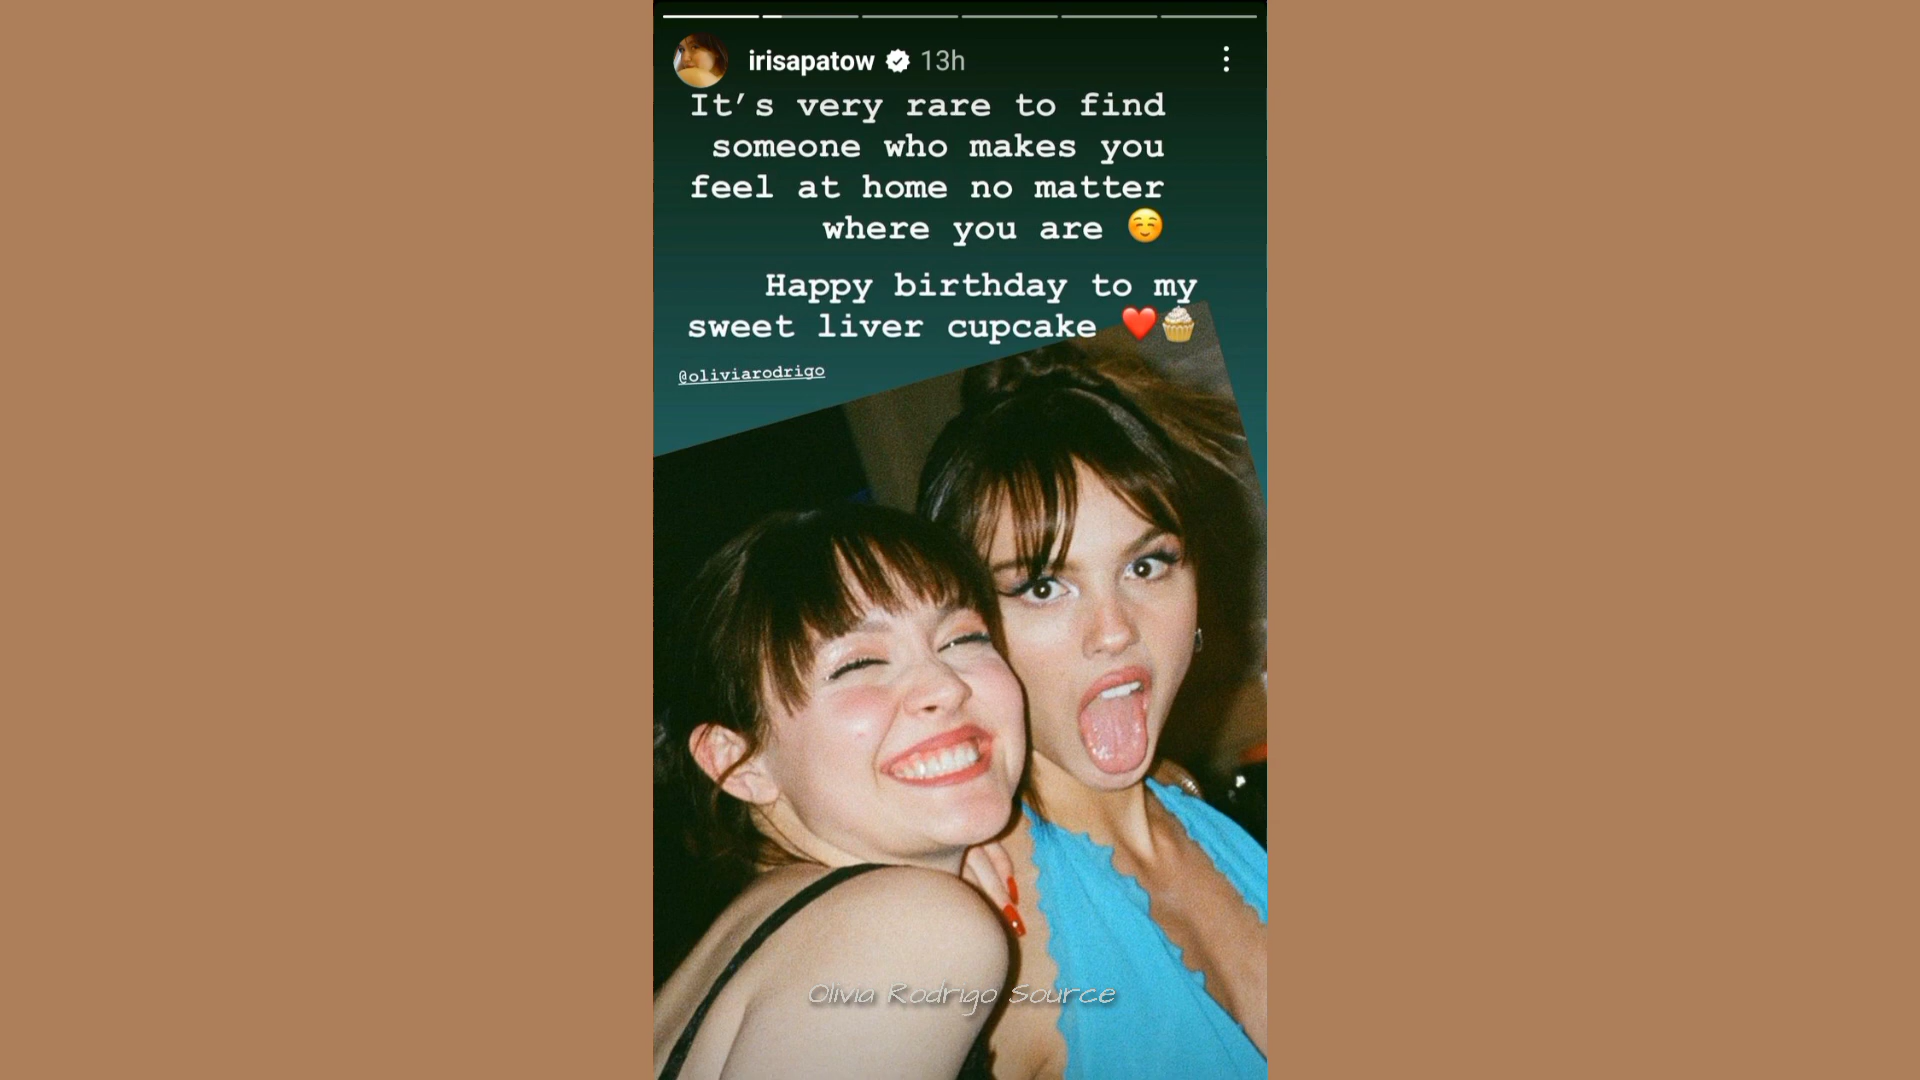 irisapatow 13h
It's very rare to find
someone who makes you
feel at home no matter
where you are ☺️
Happy birthday to my
sweet liver cupcake ❤️🧁
@oliviarodrigo
Olivia Rodrigo Source